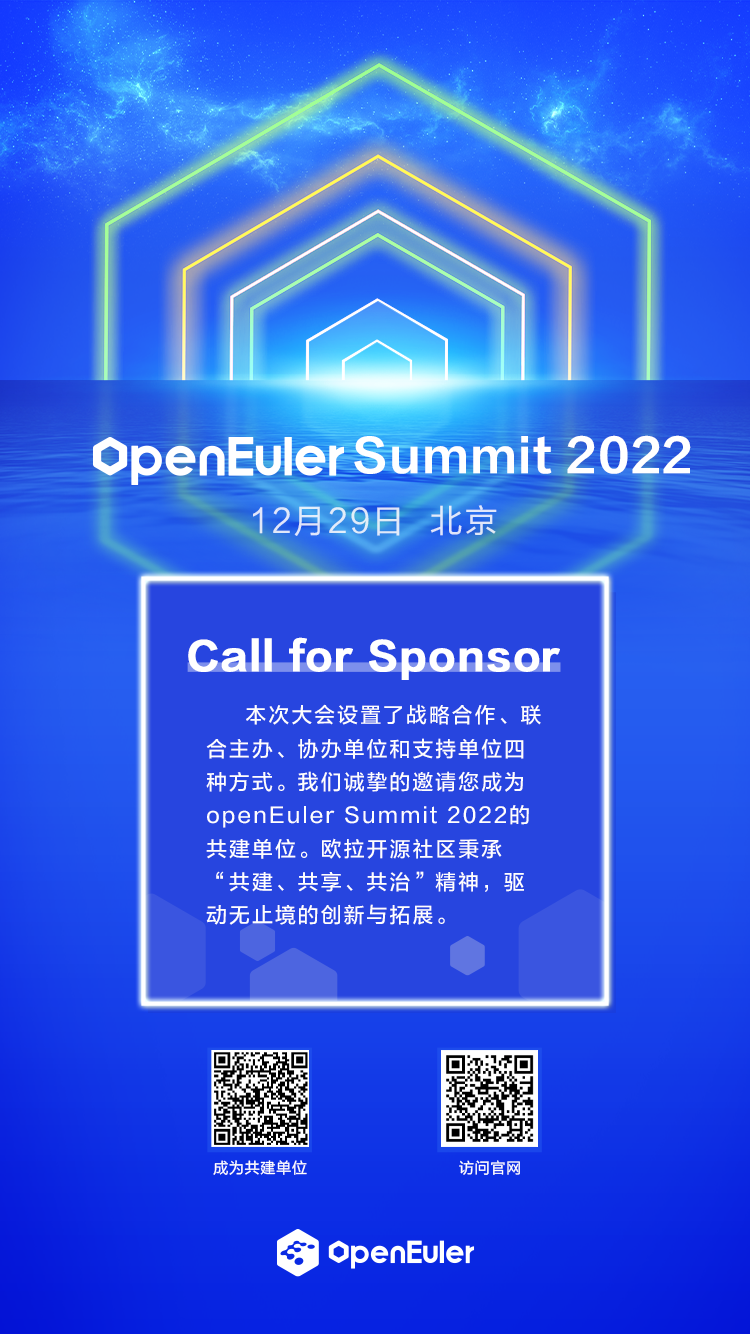 OpenEuler Summit 2022
12月29日 北京
Call for Sponsor
本次大会设置了战略合作、联
合主办、协办单位和支持单位四
种方式。我们诚挚的邀请您成为
openEuler Summit 2022的
共建单位。欧拉开源社区秉承
“共建、共享、共治”精神，驱
动无止境的创新与拓展。
成为共建单位
访问官网
OpenEuler